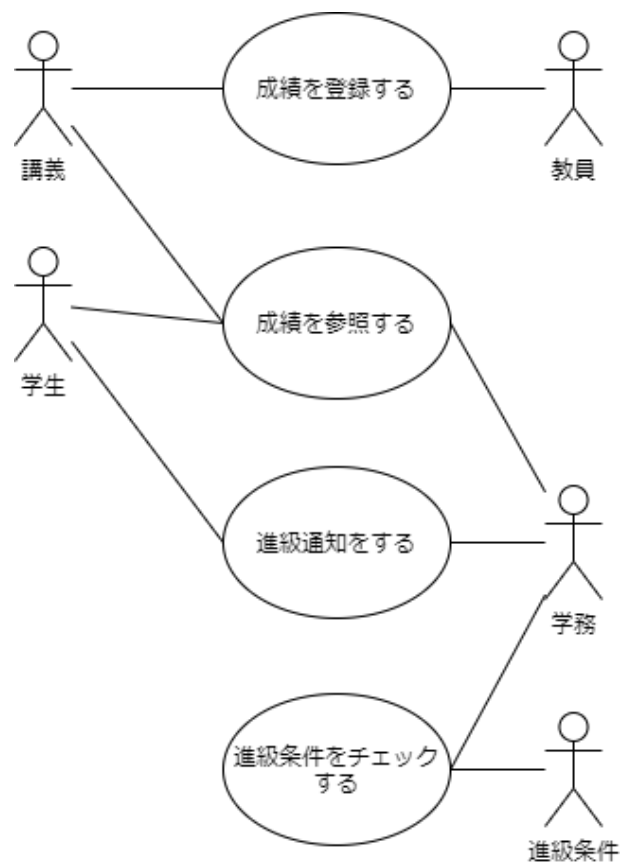 成績を登録する
講義
教員
成績を参照する
学生
進級通知をする
学務
進級条件をチェック
する
進級条件